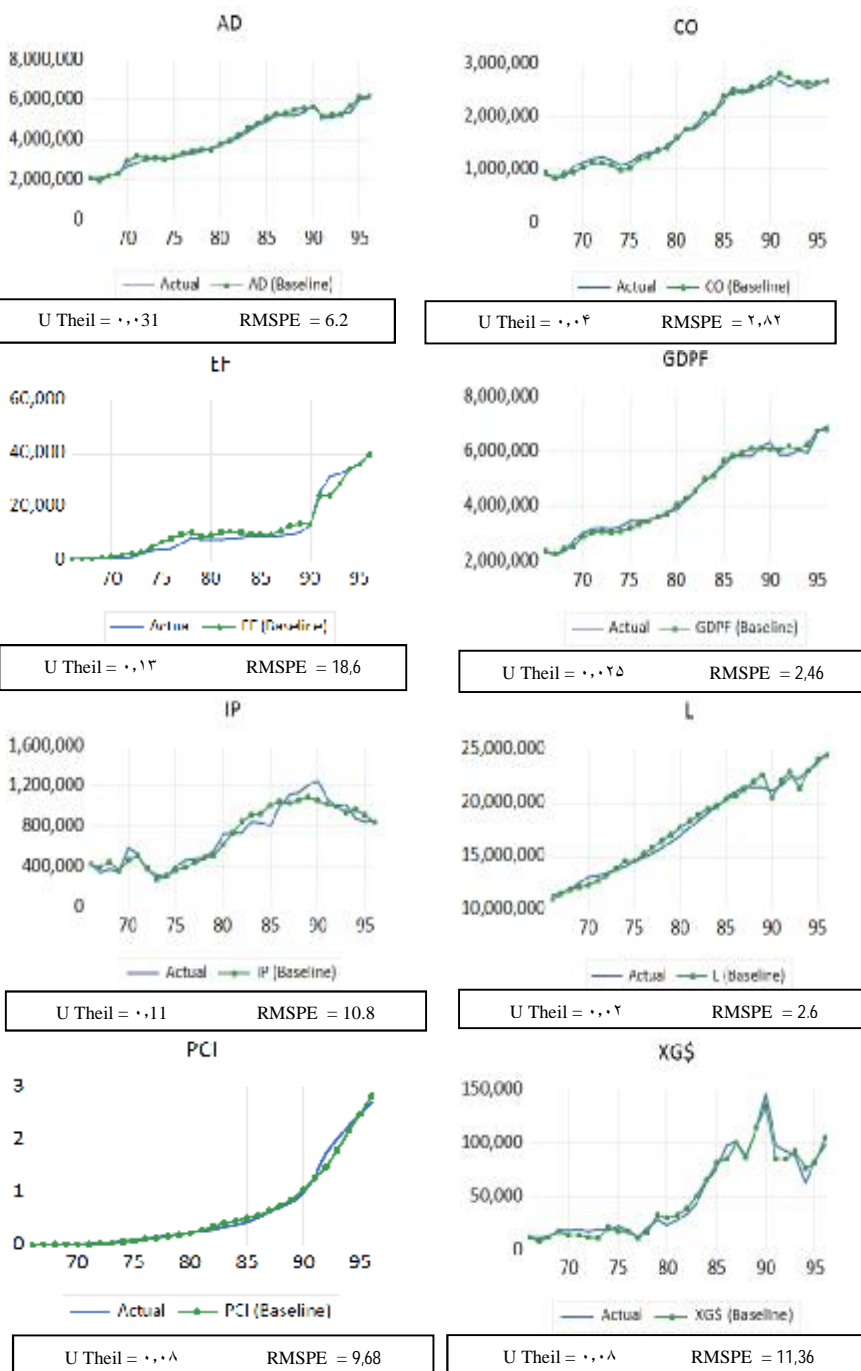 AD
8,000,000
6,000,000
4,000,000
2,000,000
0
70 75 80 85 90 95
Actual AD (Baseline)
U Theil = ۰,۰31 RMSPE = 6.2
CO
3,000,000
2,000,000
1,000,000
0
70 75 80 85 90 95
Actual CO (Baseline)
U Theil = ۰,۰۴ RMSPE = ۲,۸۲
EF
60,000
40,000
20,000
0
70 75 80 85 90 95
Actual EF (Baseline)
U Theil = ۰,۱۳ RMSPE = 18,6
GDPF
8,000,000
6,000,000
4,000,000
2,000,000
70 75 80 85 90 95
Actual GDPF (Baseline)
U Theil = ۰,۰۲۵ RMSPE = 2,46
IP
1,600,000
1,200,000
800,000
400,000
0
70 75 80 85 90 95
Actual IP (Baseline)
U Theil = ۰,11 RMSPE = 10.8
L
25,000,000
20,000,000
15,000,000
10,000,000
70 75 80 85 90 95
Actual L (Baseline)
U Theil = ۰,۰۲ RMSPE = 2.6
PCI
3
2
1
0
70 75 80 85 90 95
Actual PCI (Baseline)
U Theil = ۰,۰۸ RMSPE = 9,68
XG$
150,000
100,000
50,000
0
70 75 80 85 90 95
Actual XG$ (Baseline)
U Theil = ۰,۰۸ RMSPE = 11,36